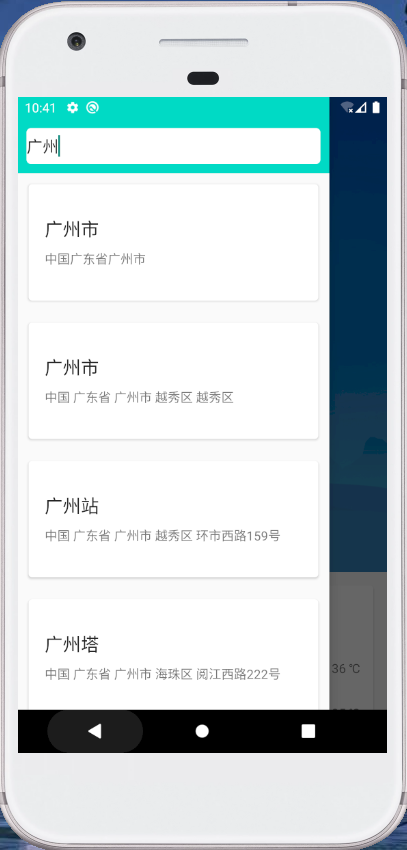 10:41
广州
广州市
中国广东省广州市
广州市
中国 广东省 广州市 越秀区 越秀区
广州站
中国 广东省 广州市 越秀区 环市西路159号
广州塔
中国 广东省 广州市 海珠区 阅江西路222号
36 ℃